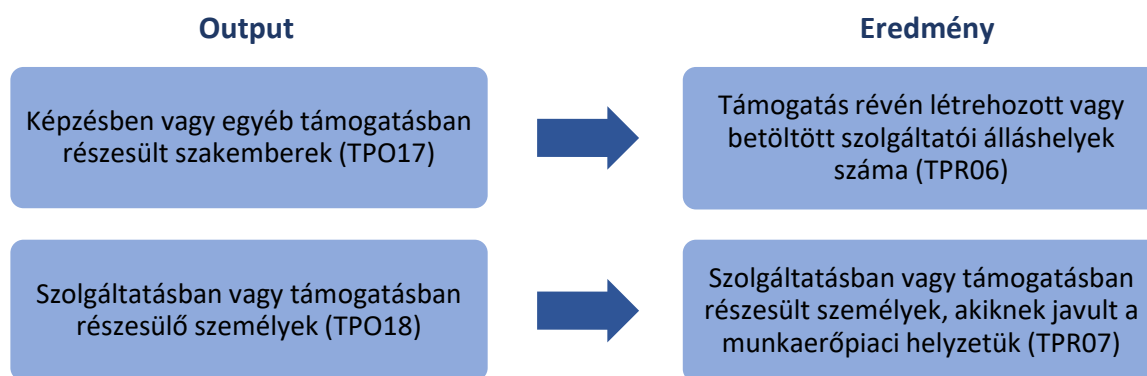 Output
Eredmény
Képzésben vagy egyéb támogatásban
részesült szakemberek (TPO17)
Támogatás révén létrehozott vagy
betöltött szolgáltatói álláshelyek
száma (TPR06)
Szolgáltatásban vagy támogatásban
részesülő személyek (TPO18)
Szolgáltatásban vagy támogatásban
részesült személyek, akiknek javult a
munkaerőpiaci helyzetük (TPR07)